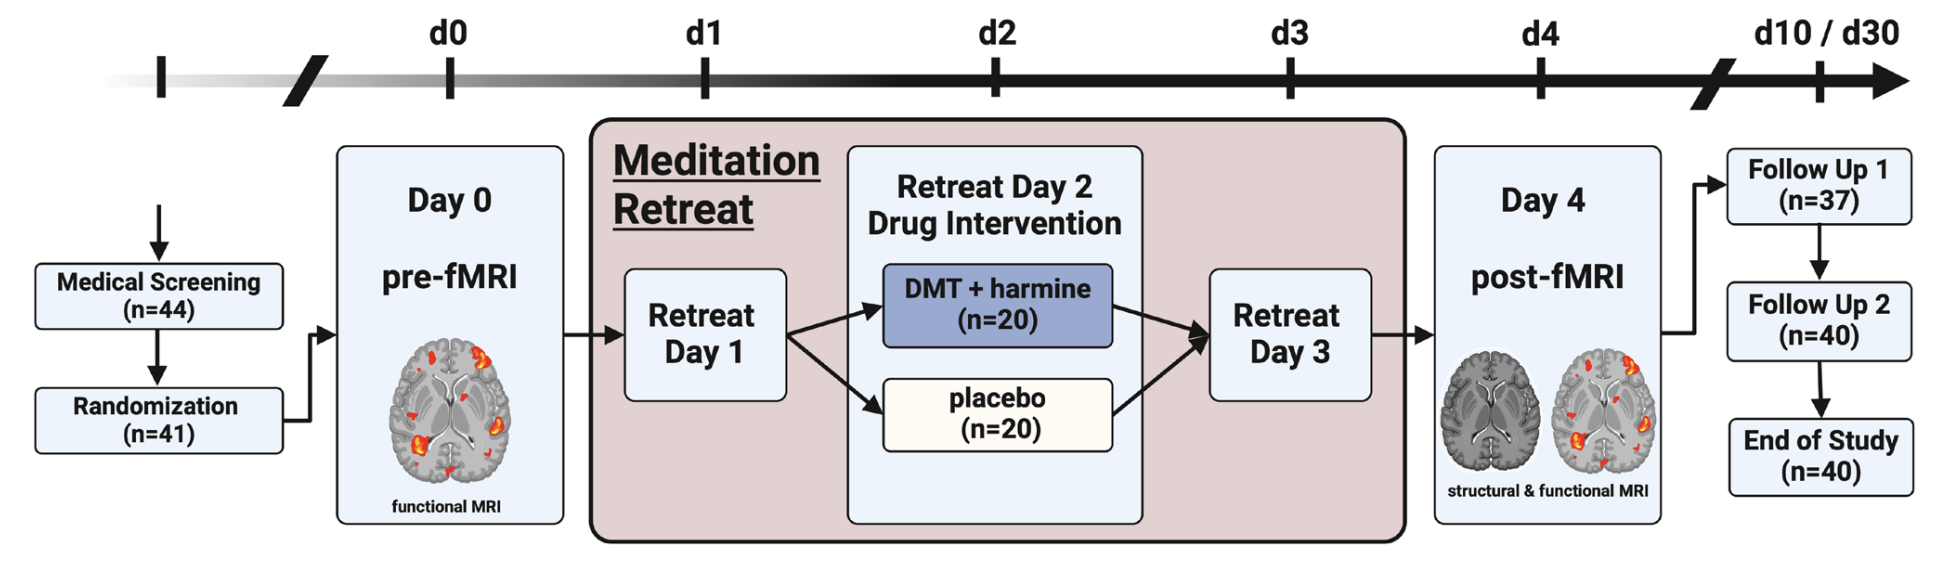 d0
d1
d2
d3
d4
d10 / d30
Medical Screening
(n=44)
Randomization
(n=41)
Day 0
pre-fMRI
functional MRI
Meditation
Retreat
Retreat
Day 1
Retreat Day 2
Drug Intervention
DMT + harmine
(n=20)
placebo
(n=20)
Retreat
Day 3
Day 4
post-fMRI
structural & functional MRI
Follow Up 1
(n=37)
Follow Up 2
(n=40)
End of Study
(n=40)